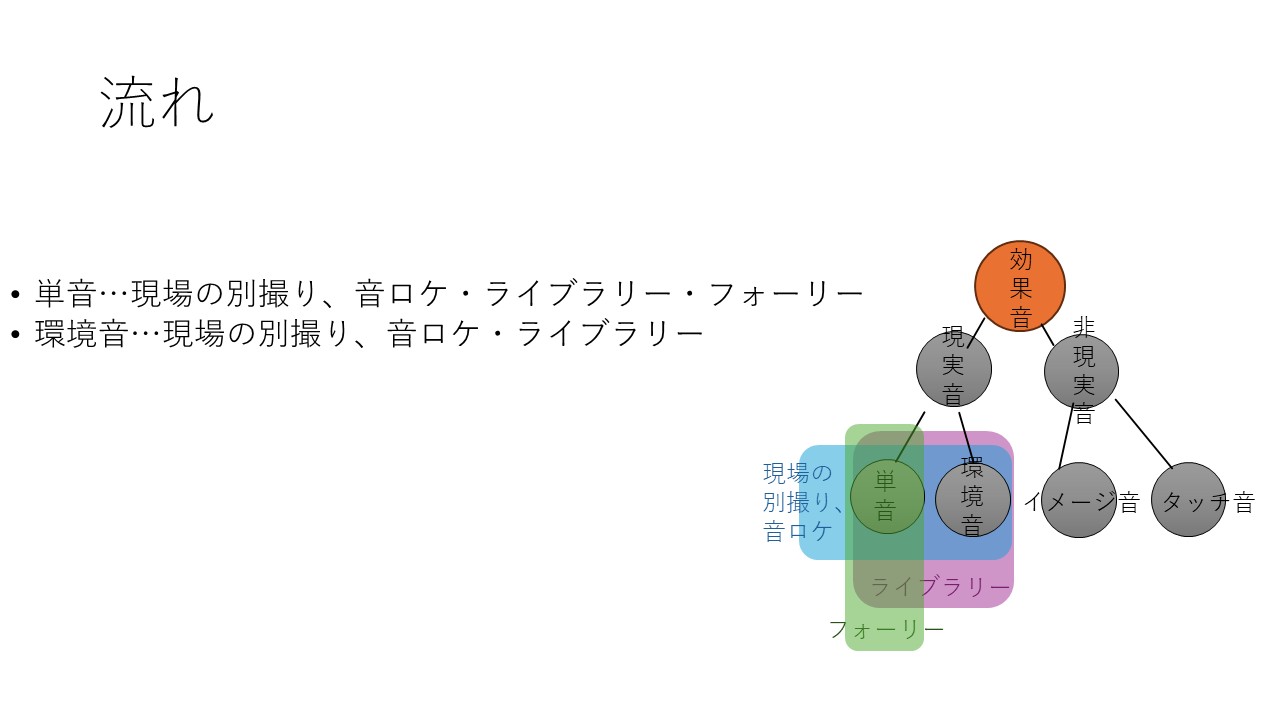 流れ
• 単音…現場の別撮り、音ロケ・ライブラリー・フォーリー
• 環境音…現場の別撮り、音ロケ・ライブラリー
効果音
現実音
非現実音
単音
環境音
イメージ音
タッチ音
現場の
別撮り、
音ロケ
ライブラリー
フォーリー